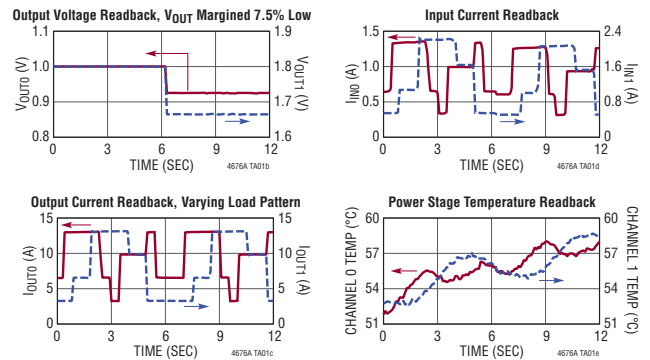 Output Voltage Readback, VOUT Margined 7.5% Low
1.1
1.0
0.9
0.8
VOUT0 (V)
1.9
1.8
1.7
1.6
VOUT1 (V)
0 3 6 9 12
TIME (SEC)
4676A TA01b
Input Current Readback
1.5
1.0
0.5
0
IIN0 (A)
2.4
1.6
0.8
0
IIN1 (A)
0 3 6 9 12
TIME (SEC)
4676A TA01d
Output Current Readback, Varying Load Pattern
15
10
5
0
IOUT0 (A)
15
10
5
0
IOUT1 (A)
0 3 6 9 12
TIME (SEC)
4676A TA01c
Power Stage Temperature Readback
60
57
54
51
CHANNEL 0 TEMP (°C)
60
57
54
51
CHANNEL 1 TEMP (°C)
0 3 6 9 12
TIME (SEC)
4676A TA01e